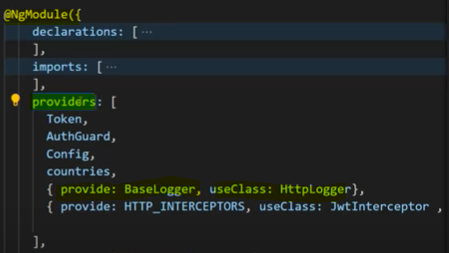 @NgModule({
declarations: [ ...
],
imports: [ ...
],
providers: [
Token,
AuthGuard,
Config,
countries,
{ provide: BaseLogger, useClass: HttpLogger},
{ provide: HTTP_INTERCEPTORS, useClass: JwtInterceptor ,
],